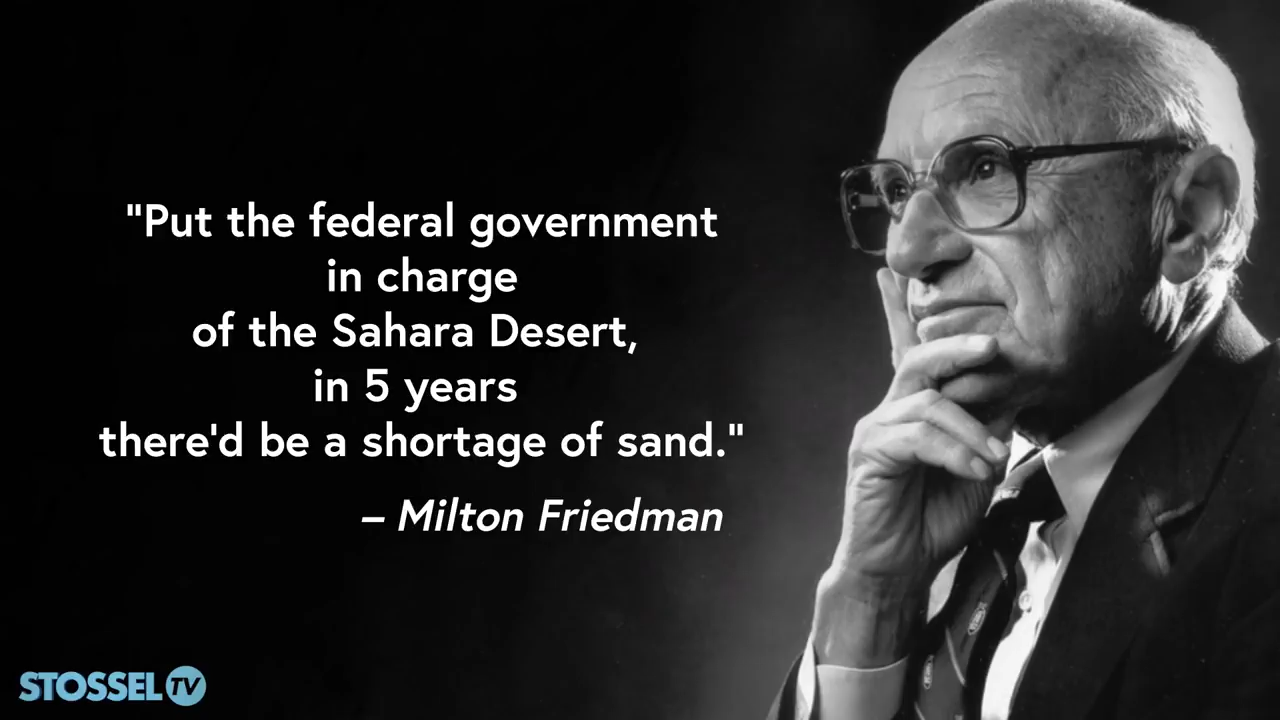 "Put the federal government
in charge
of the Sahara Desert,
in 5 years
there'd be a shortage of sand."
– Milton Friedman
STOSSEL TV